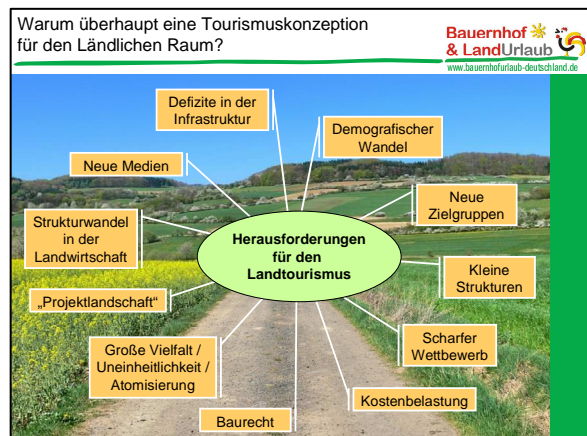 Warum überhaupt eine Tourismuskonzeption
für den Ländlichen Raum?
Bauernhof
& LandUrlaub
www.bauernhofurlaub-deutschland.de
Defizite in der
Infrastruktur
Demografischer
Wandel
Neue Medien
Neue
Zielgruppen
Strukturwandel
in der
Landwirtschaft
Herausforderungen
für den
Landtourismus
Kleine
Strukturen
„Projektlandschaft“
Scharfer
Wettbewerb
Große Vielfalt /
Uneinheitlichkeit /
Atomisierung
Kostenbelastung
Baurecht